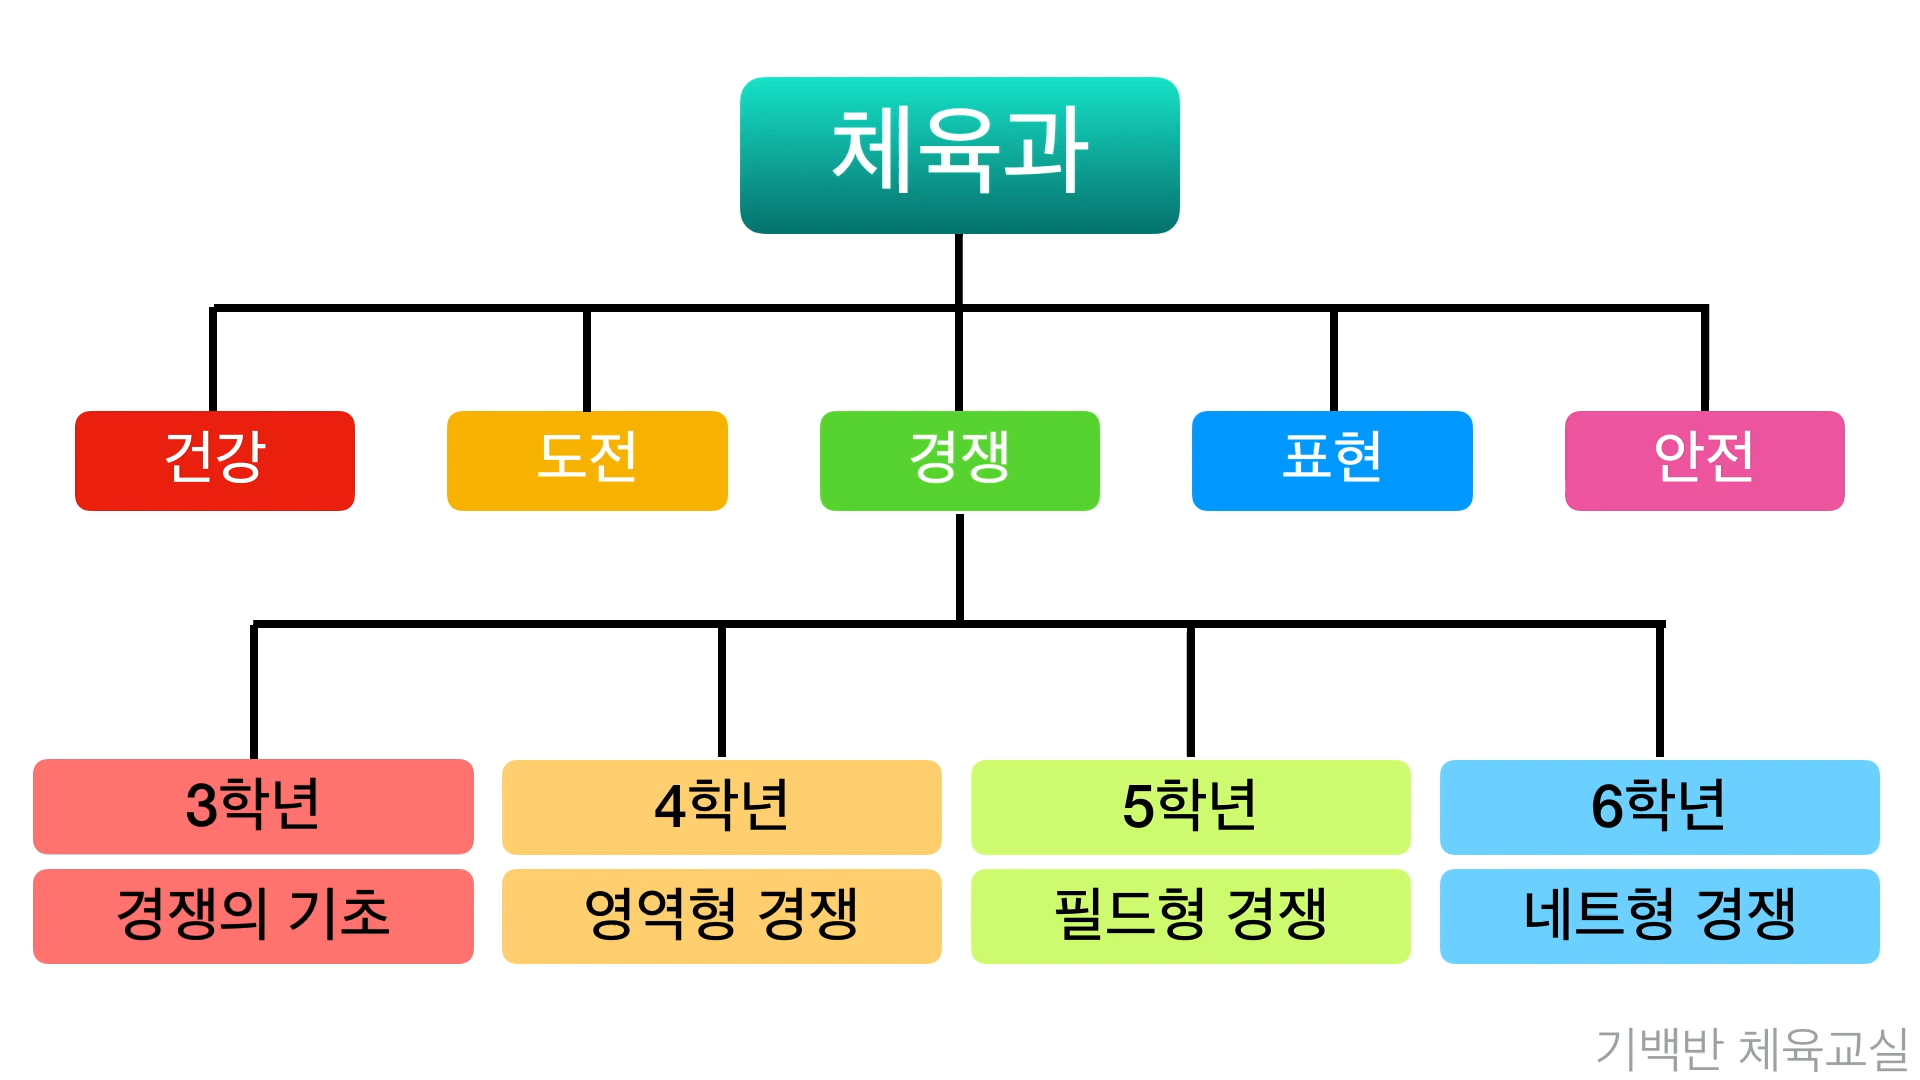 체육과
건강
도전
경쟁
표현
안전
3학년
4학년
5학년
6학년
경쟁의 기초
영역형 경쟁
필드형 경쟁
네트형 경쟁
기백반 체육교실